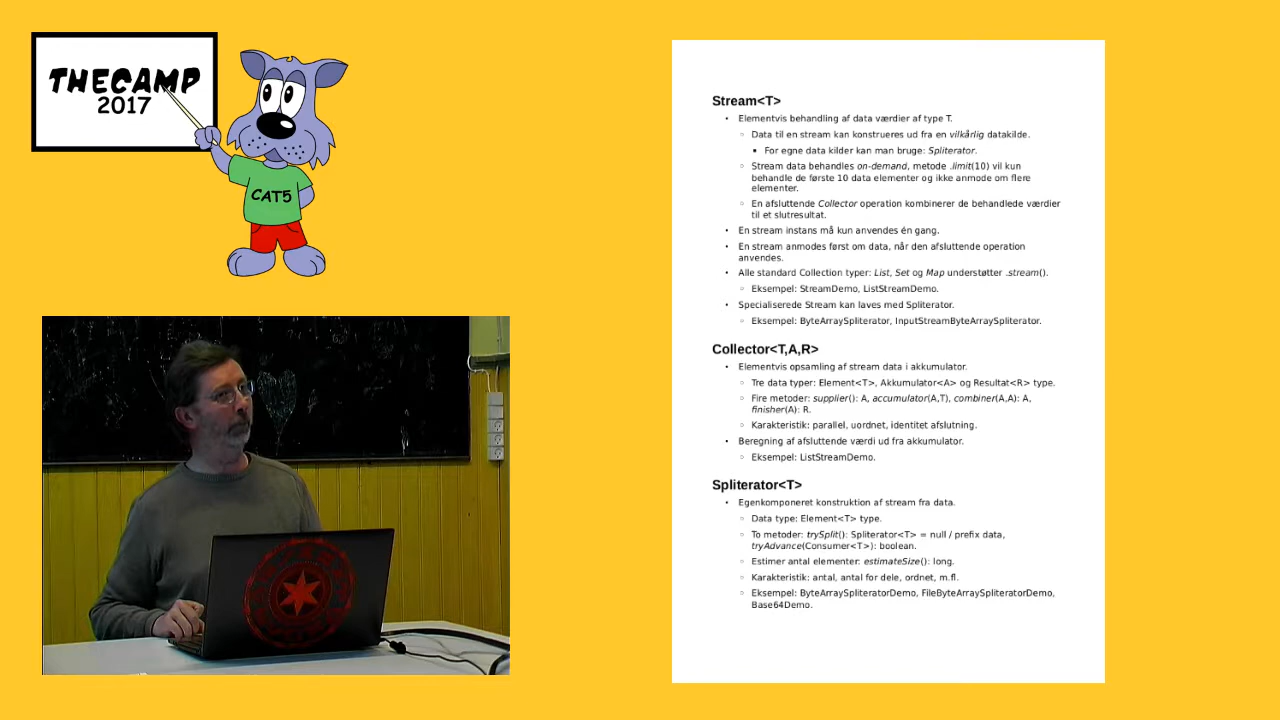 THECAMP
2017
CAT5
Stream<T>
• Elementvis behandling af data værdier af type T.
◦ Data til en stream kan konstrueres ud fra en vilkårlig datakilde.
▪ For egne data kilder kan man bruge: Spliterator.
◦ Stream data behandles on-demand, metode .limit(10) vil kun
behandle de første 10 data elementer og ikke anmode om flere
elementer.
◦ En afsluttende Collector operation kombinerer de behandlede værdier
til et slutresultat.
• En stream instans må kun anvendes én gang.
• En stream anmodes først om data, når den afsluttende operation
anvendes.
• Alle standard Collection typer: List, Set og Map understøtter .stream().
◦ Eksempel: StreamDemo, ListStreamDemo.
• Specialiserede Stream kan laves med Spliterator.
◦ Eksempel: ByteArraySpliterator, InputStreamByteArraySpliterator.
Collector<T,A,R>
• Elementvis opsamling af stream data i akkumulator.
◦ Tre data typer: Element<T>, Akkumulator<A> og Resultat<R> type.
◦ Fire metoder: supplier(): A, accumulator(A,T), combiner(A,A): A,
finisher(A): R.
◦ Karakteristik: parallel, uordnet, identitet afslutning.
• Beregning af afsluttende værdi ud fra akkumulator.
◦ Eksempel: ListStreamDemo.
Spliterator<T>
• Egenkomponeret konstruktion af stream fra data.
◦ Data type: Element<T> type.
◦ To metoder: trySplit(): Spliterator<T> = null / prefix data,
tryAdvance(Consumer<T>): boolean.
◦ Estimer antal elementer: estimateSize(): long.
◦ Karakteristik: antal, antal for dele, ordnet, m.fl.
◦ Eksempel: ByteArraySpliteratorDemo, FileByteArraySpliteratorDemo,
Base64Demo.